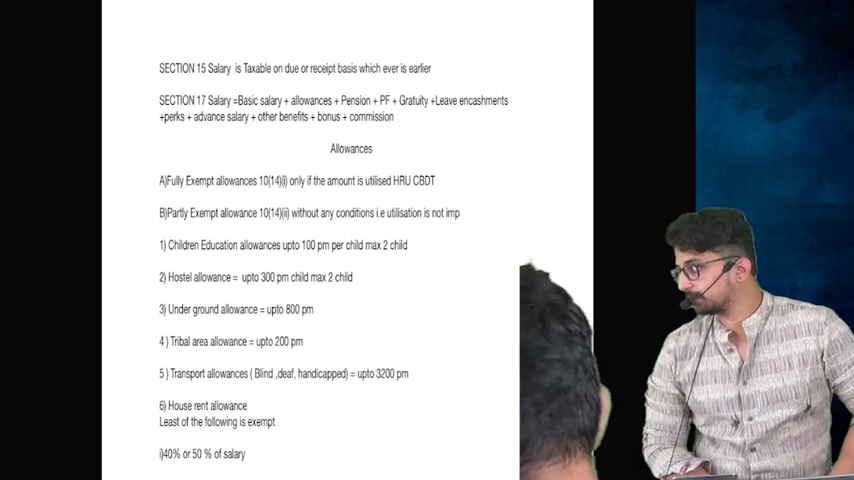 SECTION 15 Salary is Taxable on due or receipt basis which ever is earlier
SECTION 17 Salary =Basic salary + allowances + Pension + PF + Gratuity +Leave encashments
+perks + advance salary + other benefits + bonus + commission
Allowances
A)Fully Exempt allowances 10(14)(i) only if the amount is utilised HRU CBDT
B)Partly Exempt allowance 10(14)(ii) without any conditions i.e utilisation is not imp
1) Children Education allowances upto 100 pm per child max 2 child
2) Hostel allowance = upto 300 pm child max 2 child
3) Under ground allowance = upto 800 pm
4 ) Tribal area allowance = upto 200 pm
5 ) Transport allowances ( Blind ,deaf, handicapped) = upto 3200 pm
6) House rent allowance
Least of the following is exempt
i)40% or 50 % of salary